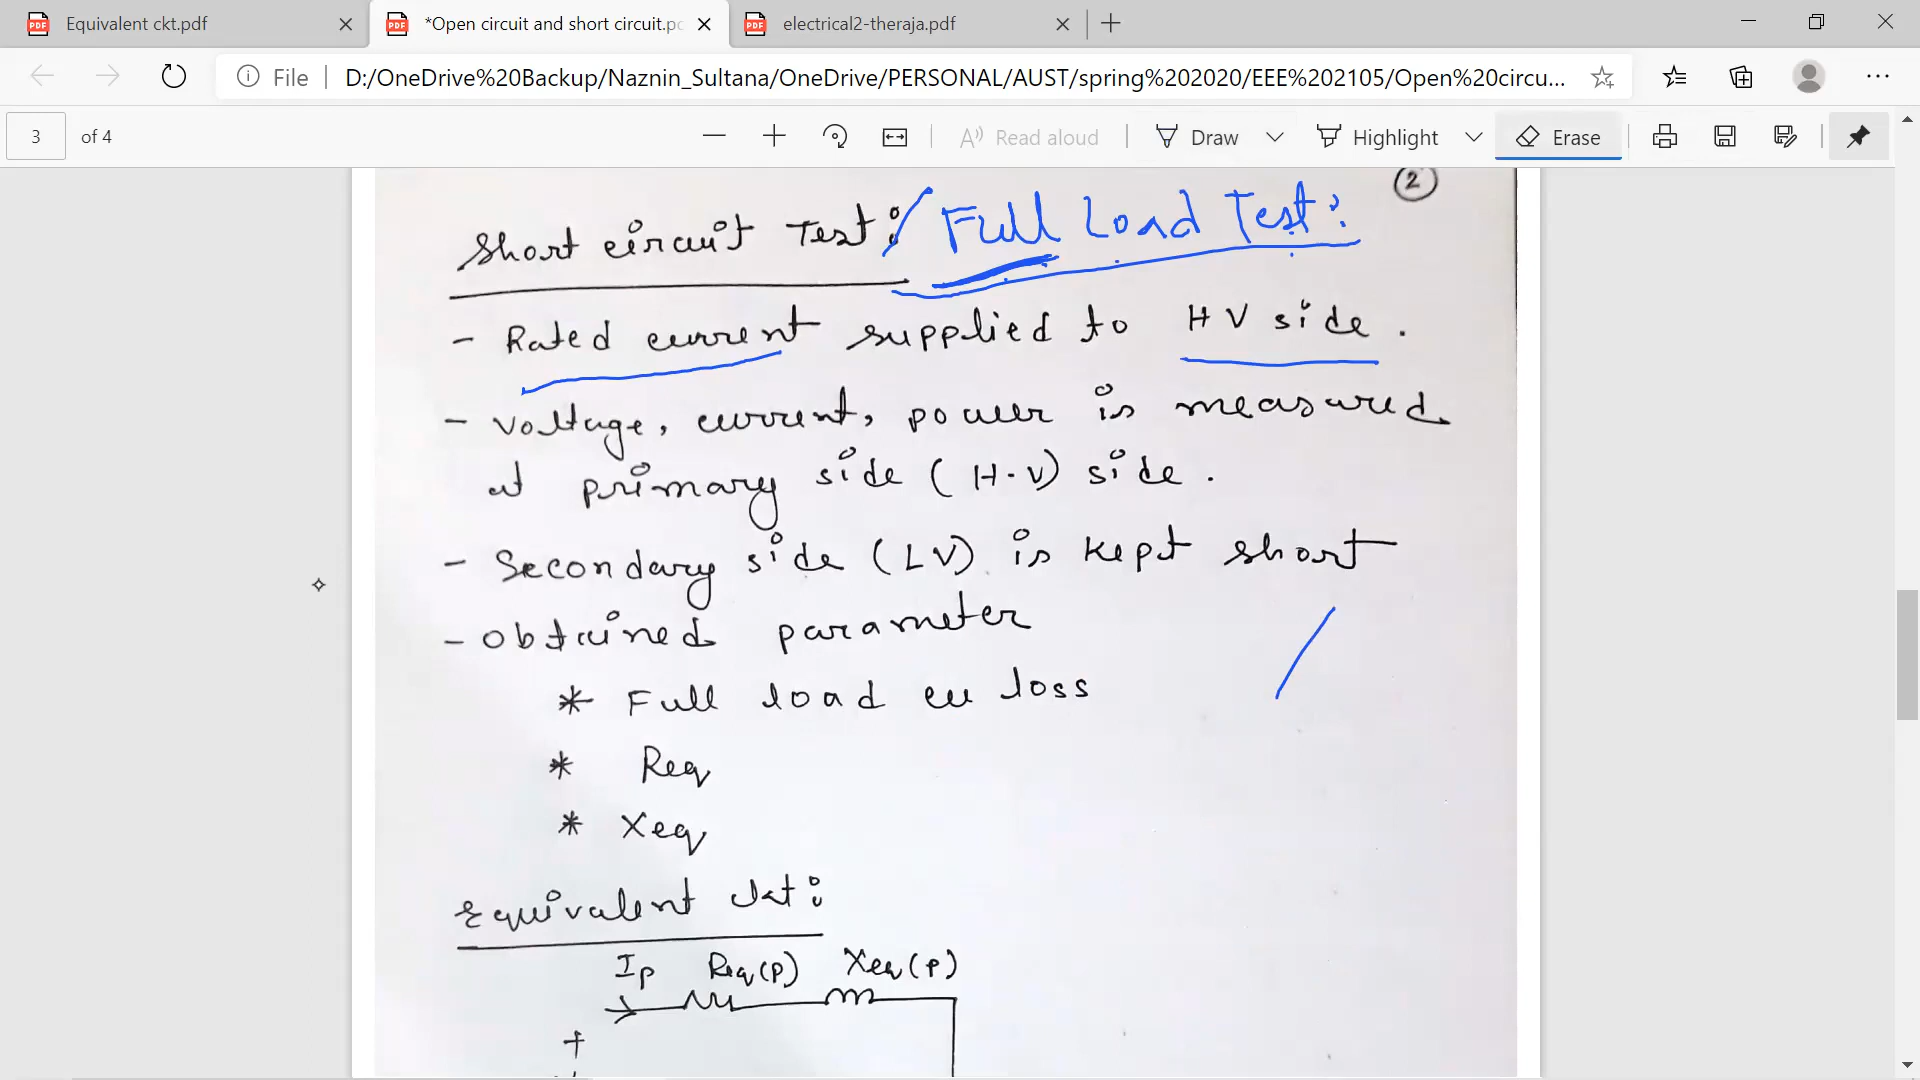 Equivalent ckt.pdf
*Open circuit and short circuit.pc
electrical2-theraja.pdf
File
D:/OneDrive%20Backup/Naznin_Sultana/OneDrive/PERSONAL/AUST/spring%202020/EEE%202105/Open%20circu...
3 of 4
Read aloud
Draw
Highlight
Erase
2
Short circuit Test: / Full Load Test:
- Rated current supplied to HV side.
- voltage, current, power is measured
at primary side (H.V) side.
- Secondary side (LV) is kept short
- obtained parameter
* Full load cu loss
* Req
* Xeq
Equivalent ckt:
Ip Req(p) Xeq(p)
+